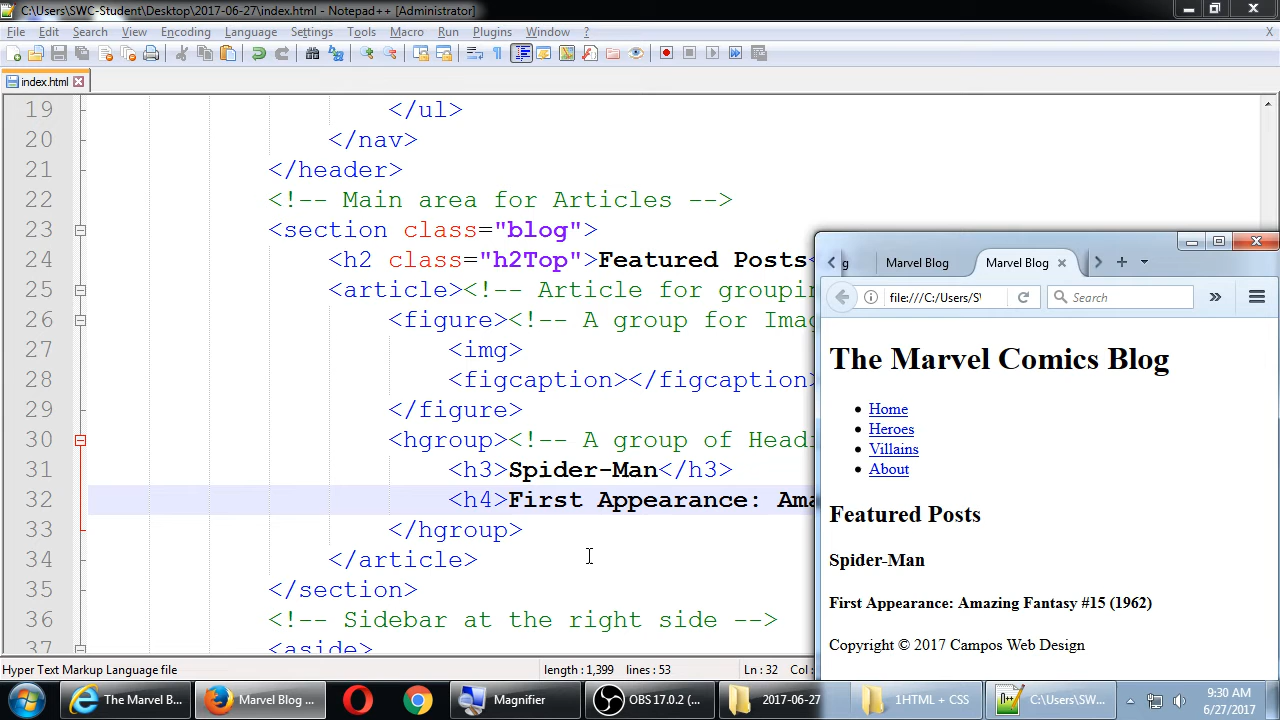 C:\Users\SWC-Student\Desktop\2017-06-27\index.html - Notepad++ [Administrator]
File Edit Search View Encoding Language Settings Tools Macro Run Plugins Window ? X
index.html
19 </ul>
20 </nav>
21 </header>
22 <!-- Main area for Articles -->
23 <section class="blog">
24 <h2 class="h2Top">Featured Posts<
25 <article><!-- Article for groupin
26 <figure><!-- A group for Imag
27 <img>
28 <figcaption></figcaption>
29 </figure>
30 <hgroup><!-- A group of Headi
31 <h3>Spider-Man</h3>
32 <h4>First Appearance: Ama
33 </hgroup>
34 </article>
35 </section>
36 <!-- Sidebar at the right side -->
37 <aside>
g Marvel Blog Marvel Blog
file:///C:/Users/S Search
The Marvel Comics Blog
Home
Heroes
Villains
About
Featured Posts
Spider-Man
First Appearance: Amazing Fantasy #15 (1962)
Copyright © 2017 Campos Web Design
Hyper Text Markup Language file length : 1,399 lines : 53 Ln : 32 Col :
The Marvel B... Marvel Blog ... Magnifier OBS 17.0.2 (... 2017-06-27 1HTML + CSS C:\Users\SW... 9:30 AM
6/27/2017